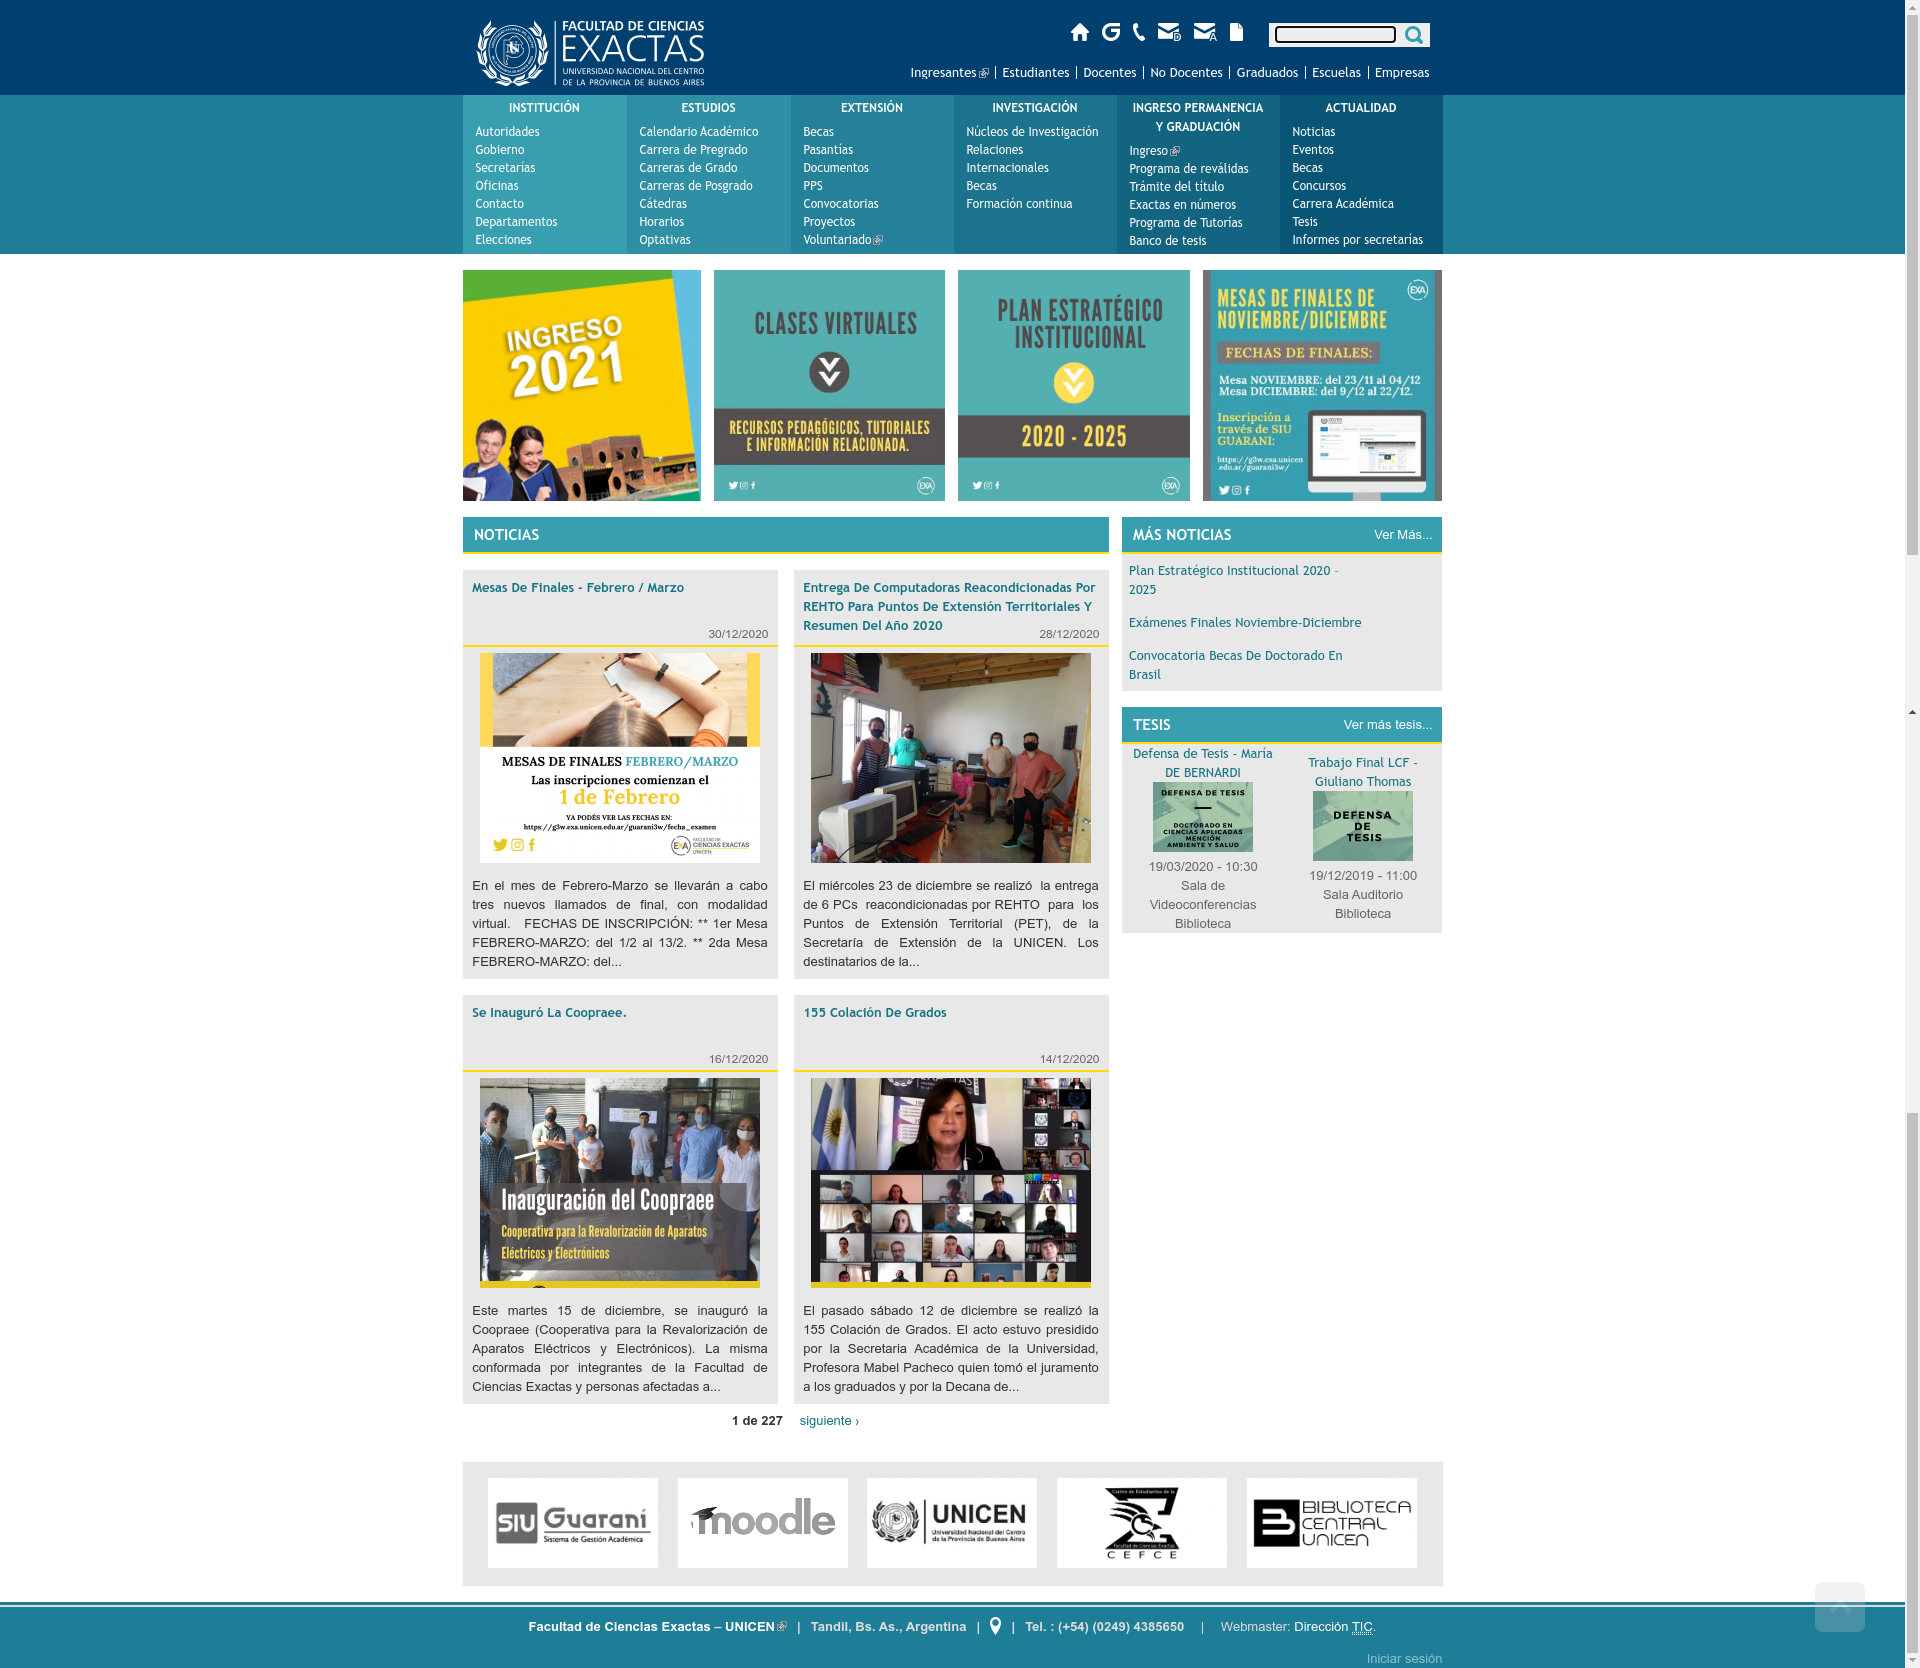 FACULTAD DE CIENCIAS
EXACTAS
UNIVERSIDAD NACIONAL DEL CENTRO
DE LA PROVINCIA DE BUENOS AIRES
Ingresantes | Estudiantes | Docentes | No Docentes | Graduados | Escuelas | Empresas
INSTITUCIÓN
Autoridades
Gobierno
Secretarías
Oficinas
Contacto
Departamentos
Elecciones
ESTUDIOS
Calendario Académico
Carrera de Pregrado
Carreras de Grado
Carreras de Posgrado
Cátedras
Horarios
Optativas
EXTENSIÓN
Becas
Pasantías
Documentos
PPS
Convocatorias
Proyectos
Voluntariado
INVESTIGACIÓN
Núcleos de Investigación
Relaciones
Internacionales
Becas
Formación continua
INGRESO PERMANENCIA
Y GRADUACIÓN
Ingreso
Programa de reválidas
Trámite del título
Exactas en números
Programa de Tutorías
Banco de tesis
ACTUALIDAD
Noticias
Eventos
Becas
Concursos
Carrera Académica
Tesis
Informes por secretarías
INGRESO
2021
CLASES VIRTUALES
RECURSOS PEDAGÓGICOS, TUTORIALES
E INFORMACIÓN RELACIONADA.
EXA
PLAN ESTRATÉGICO
INSTITUCIONAL
2020 - 2025
EXA
EXA
MESAS DE FINALES DE
NOVIEMBRE/DICIEMBRE
FECHAS DE FINALES:
Mesa NOVIEMBRE: del 23/11 al 04/12
Mesa DICIEMBRE: del 9/12 al 22/12.
Inscripción a
través de SIU
GUARANI:
https://g3w.exa.unicen
.edu.ar/guarani3w/
NOTICIAS
Mesas De Finales - Febrero / Marzo
30/12/2020
MESAS DE FINALES FEBRERO/MARZO
Las inscripciones comienzan el
1 de Febrero
YA PODÉS VER LAS FECHAS EN:
https://g3w.exa.unicen.edu.ar/guarani3w/fecha_examen
EXA
FACULTAD DE
CIENCIAS EXACTAS
UNICEN
En el mes de Febrero-Marzo se llevarán a cabo
tres nuevos llamados de final, con modalidad
virtual. FECHAS DE INSCRIPCIÓN: ** 1er Mesa
FEBRERO-MARZO: del 1/2 al 13/2. ** 2da Mesa
FEBRERO-MARZO: del...
Entrega De Computadoras Reacondicionadas Por
REHTO Para Puntos De Extensión Territoriales Y
Resumen Del Año 2020
28/12/2020
El miércoles 23 de diciembre se realizó la entrega
de 6 PCs reacondicionadas por REHTO para los
Puntos de Extensión Territorial (PET), de la
Secretaría de Extensión de la UNICEN. Los
destinatarios de la...
Se Inauguró La Coopraee.
16/12/2020
Inauguración del Coopraee
Cooperativa para la Revalorización de Aparatos
Eléctricos y Electrónicos
Este martes 15 de diciembre, se inauguró la
Coopraee (Cooperativa para la Revalorización de
Aparatos Eléctricos y Electrónicos). La misma
conformada por integrantes de la Facultad de
Ciencias Exactas y personas afectadas a...
155 Colación De Grados
14/12/2020
El pasado sábado 12 de diciembre se realizó la
155 Colación de Grados. El acto estuvo presidido
por la Secretaria Académica de la Universidad,
Profesora Mabel Pacheco quien tomó el juramento
a los graduados y por la Decana de...
1 de 227 siguiente ›
MÁS NOTICIAS
Ver Más...
Plan Estratégico Institucional 2020 -
2025
Exámenes Finales Noviembre-Diciembre
Convocatoria Becas De Doctorado En
Brasil
TESIS
Ver más tesis...
Defensa de Tesis - María
DE BERNARDI
DEFENSA DE TESIS
DOCTORADO EN
CIENCIAS APLICADAS
MENCIÓN
AMBIENTE Y SALUD
19/03/2020 - 10:30
Sala de
Videoconferencias
Biblioteca
Trabajo Final LCF -
Giuliano Thomas
DEFENSA
DE
TESIS
19/12/2019 - 11:00
Sala Auditorio
Biblioteca
SIU Guaraní
Sistema de Gestión Académica
moodle
UNICEN
Universidad Nacional del Centro
de la Provincia de Buenos Aires
Centro de Estudiantes de la
Facultad de Ciencias Exactas
CEFCE
BIBLIOTECA
CENTRAL
UNICEN
Facultad de Ciencias Exactas – UNICEN | Tandil, Bs. As., Argentina | | Tel. : (+54) (0249) 4385650 | Webmaster: Dirección TIC.
Iniciar sesión